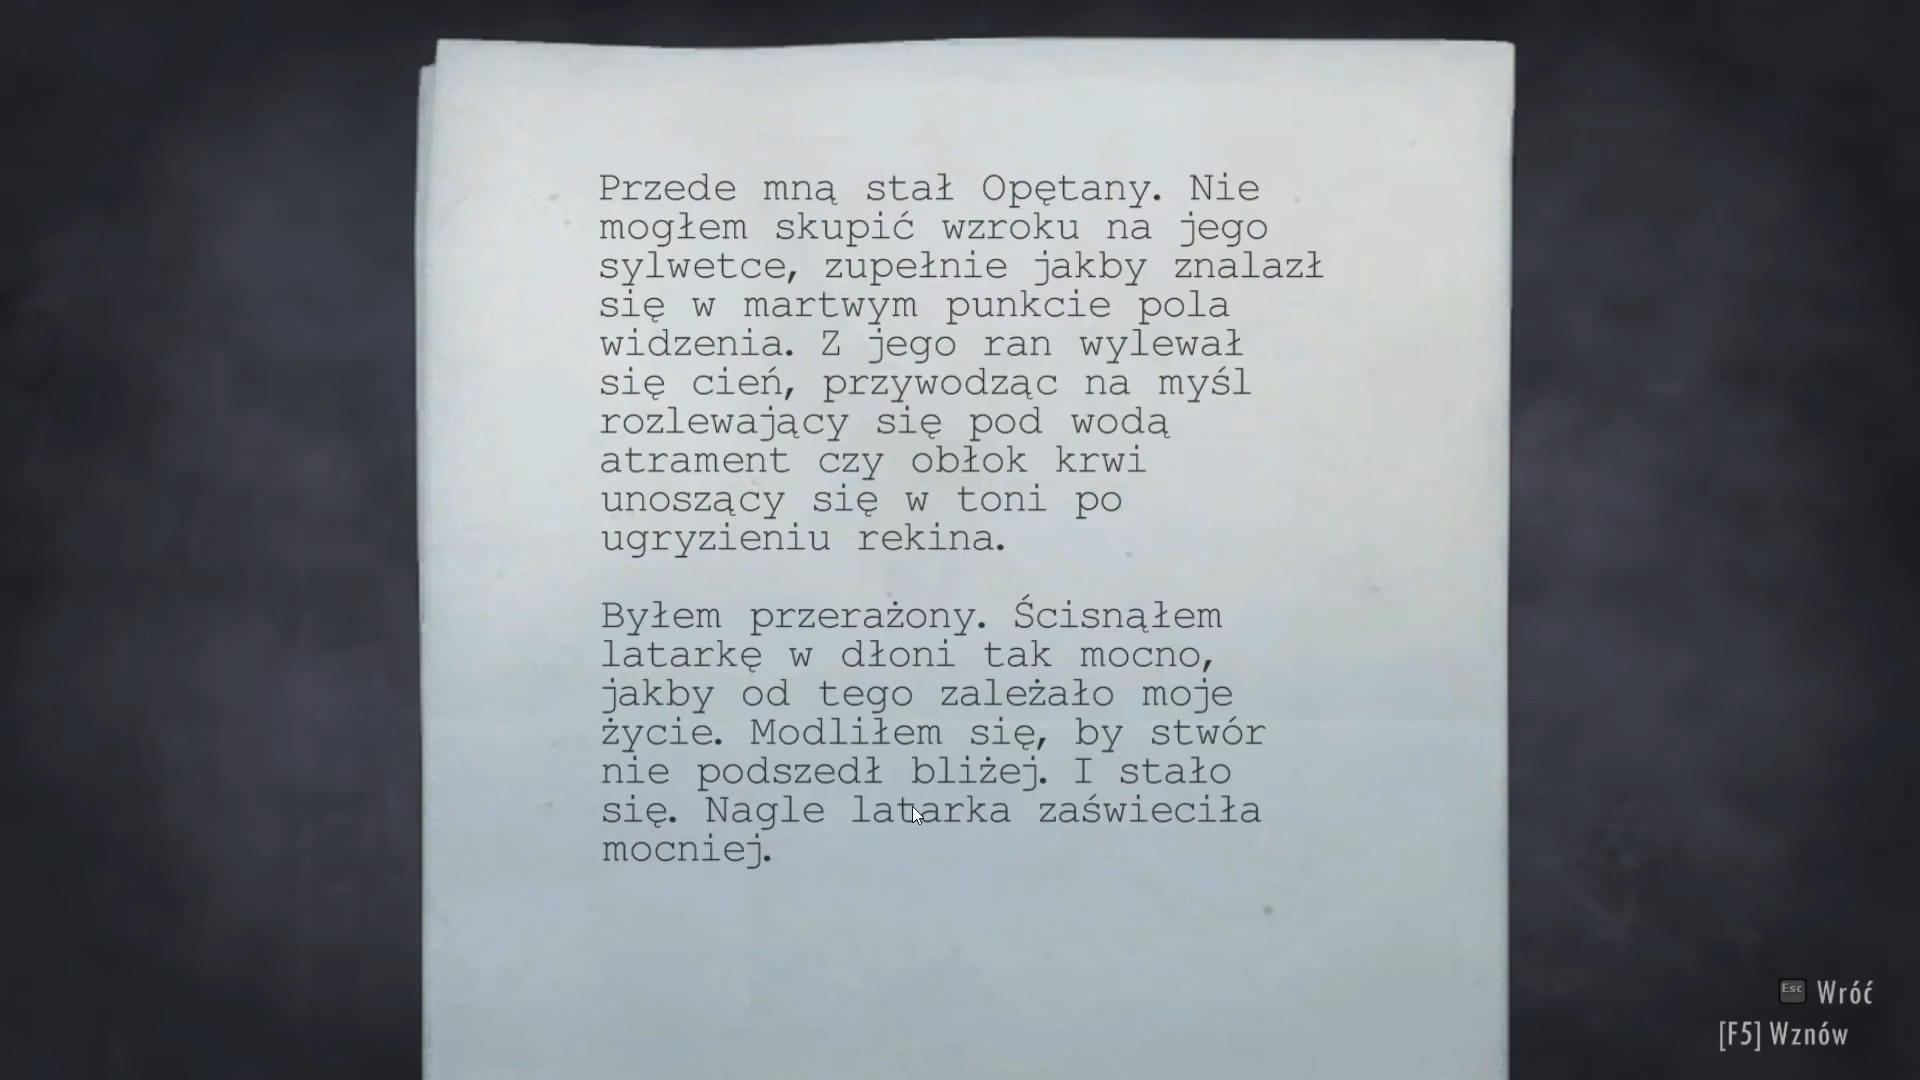 Przede mną stał Opętany. Nie
mogłem skupić wzroku na jego
sylwetce, zupełnie jakby znalazł
się w martwym punkcie pola
widzenia. Z jego ran wylewał
się cień, przywodząc na myśl
rozlewający się pod wodą
atrament czy obłok krwi
unoszący się w toni po
ugryzieniu rekina.
Byłem przerażony. Ścisnąłem
latarkę w dłoni tak mocno,
jakby od tego zależało moje
życie. Modliłem się, by stwór
nie podszedł bliżej. I stało
się. Nagle latarka zaświeciła
mocniej.
Esc Wróć
[F5] Wznów